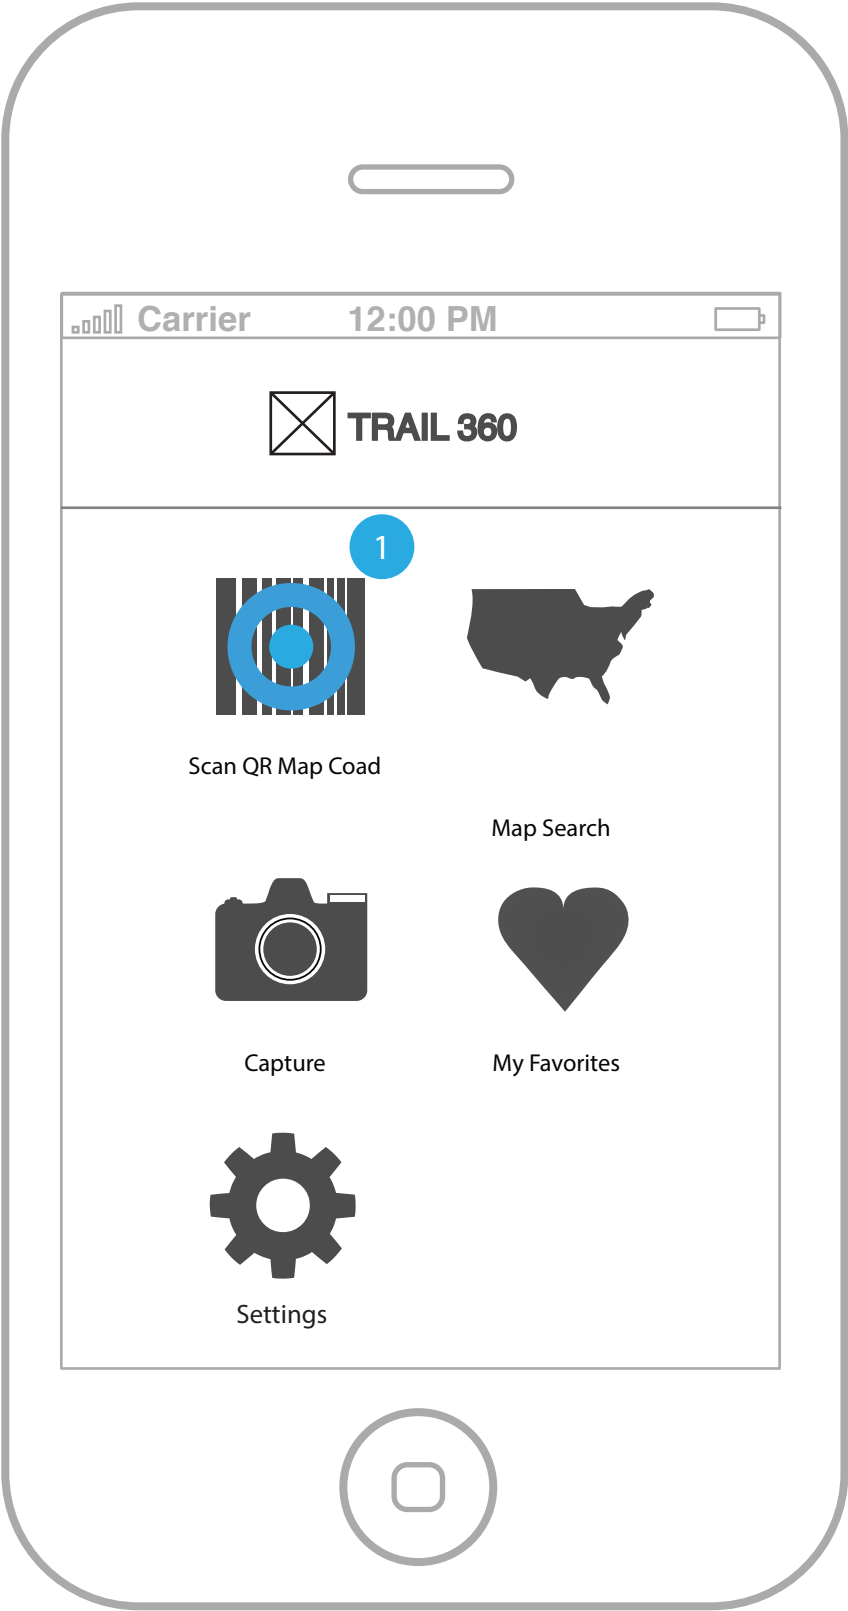 Carrier 12:00 PM
TRAIL 360
1
Scan QR Map Coad
Map Search
Capture
My Favorites
Settings